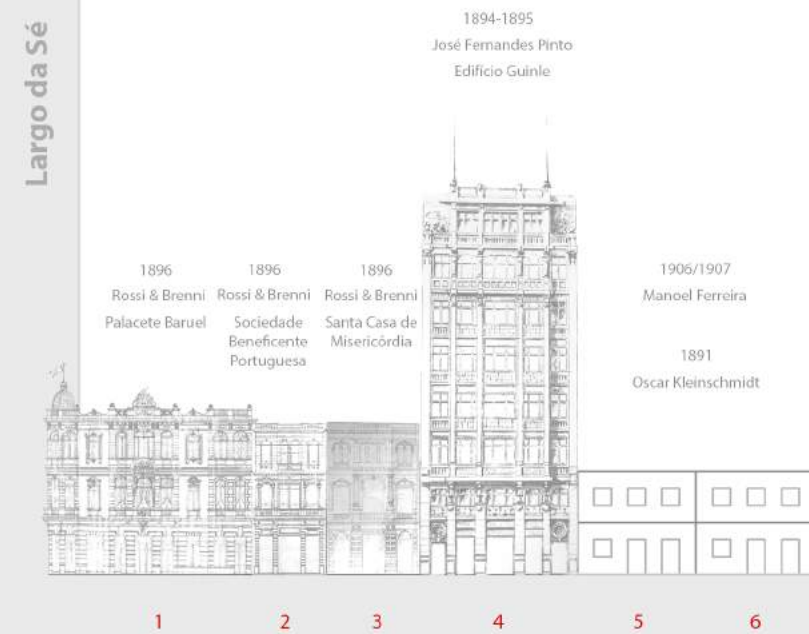 Largo da Sé
1894-1895
José Fernandes Pinto
Edifício Guinle
1896
Rossi & Brenni
Palacete Baruel
1896
Rossi & Brenni
Sociedade
Beneficente
Portuguesa
1896
Rossi & Brenni
Santa Casa de
Misericórdia
1906/1907
Manoel Ferreira
1891
Oscar Kleinschmidt
1
2
3
4
5
6